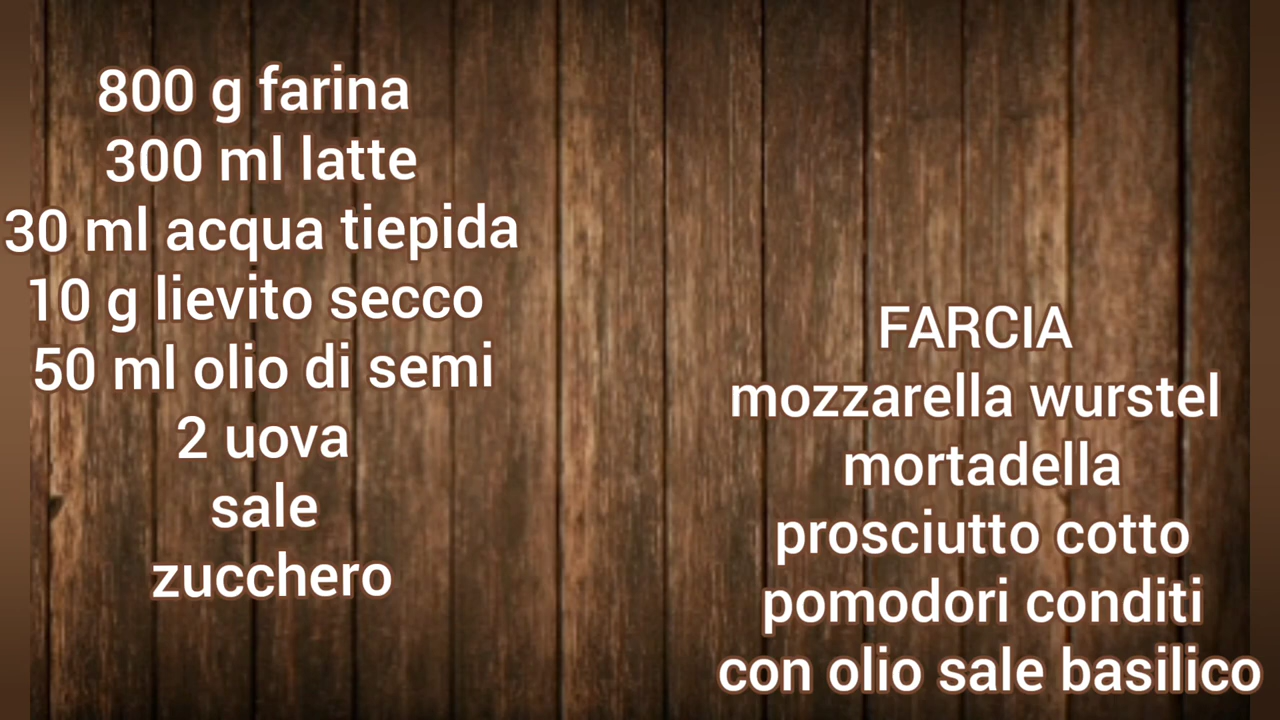 800 g farina
300 ml latte
30 ml acqua tiepida
10 g lievito secco
50 ml olio di semi
2 uova
sale
zucchero
FARCIA
mozzarella wurstel
mortadella
prosciutto cotto
pomodori conditi
con olio sale basilico